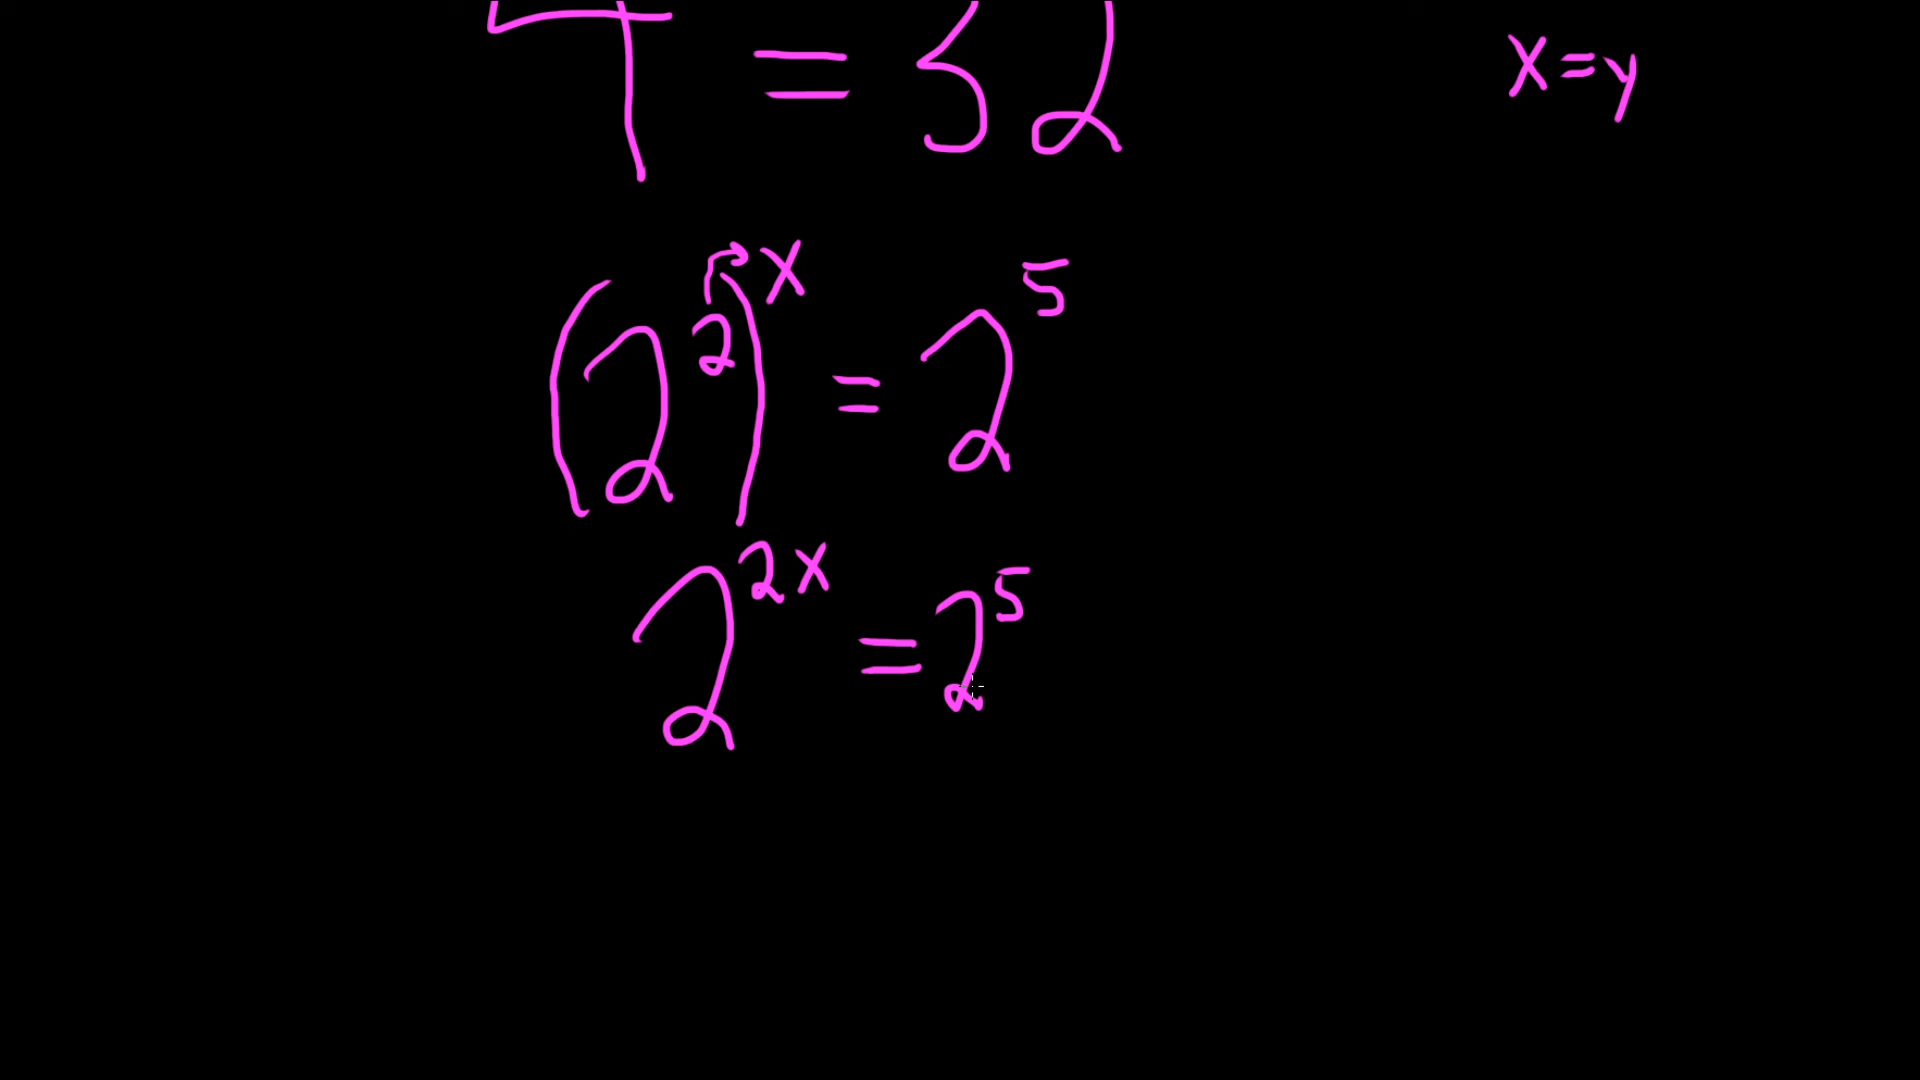 4 = 32
x = y
(2^2)^x = 2^5
2^{2x} = 2^5